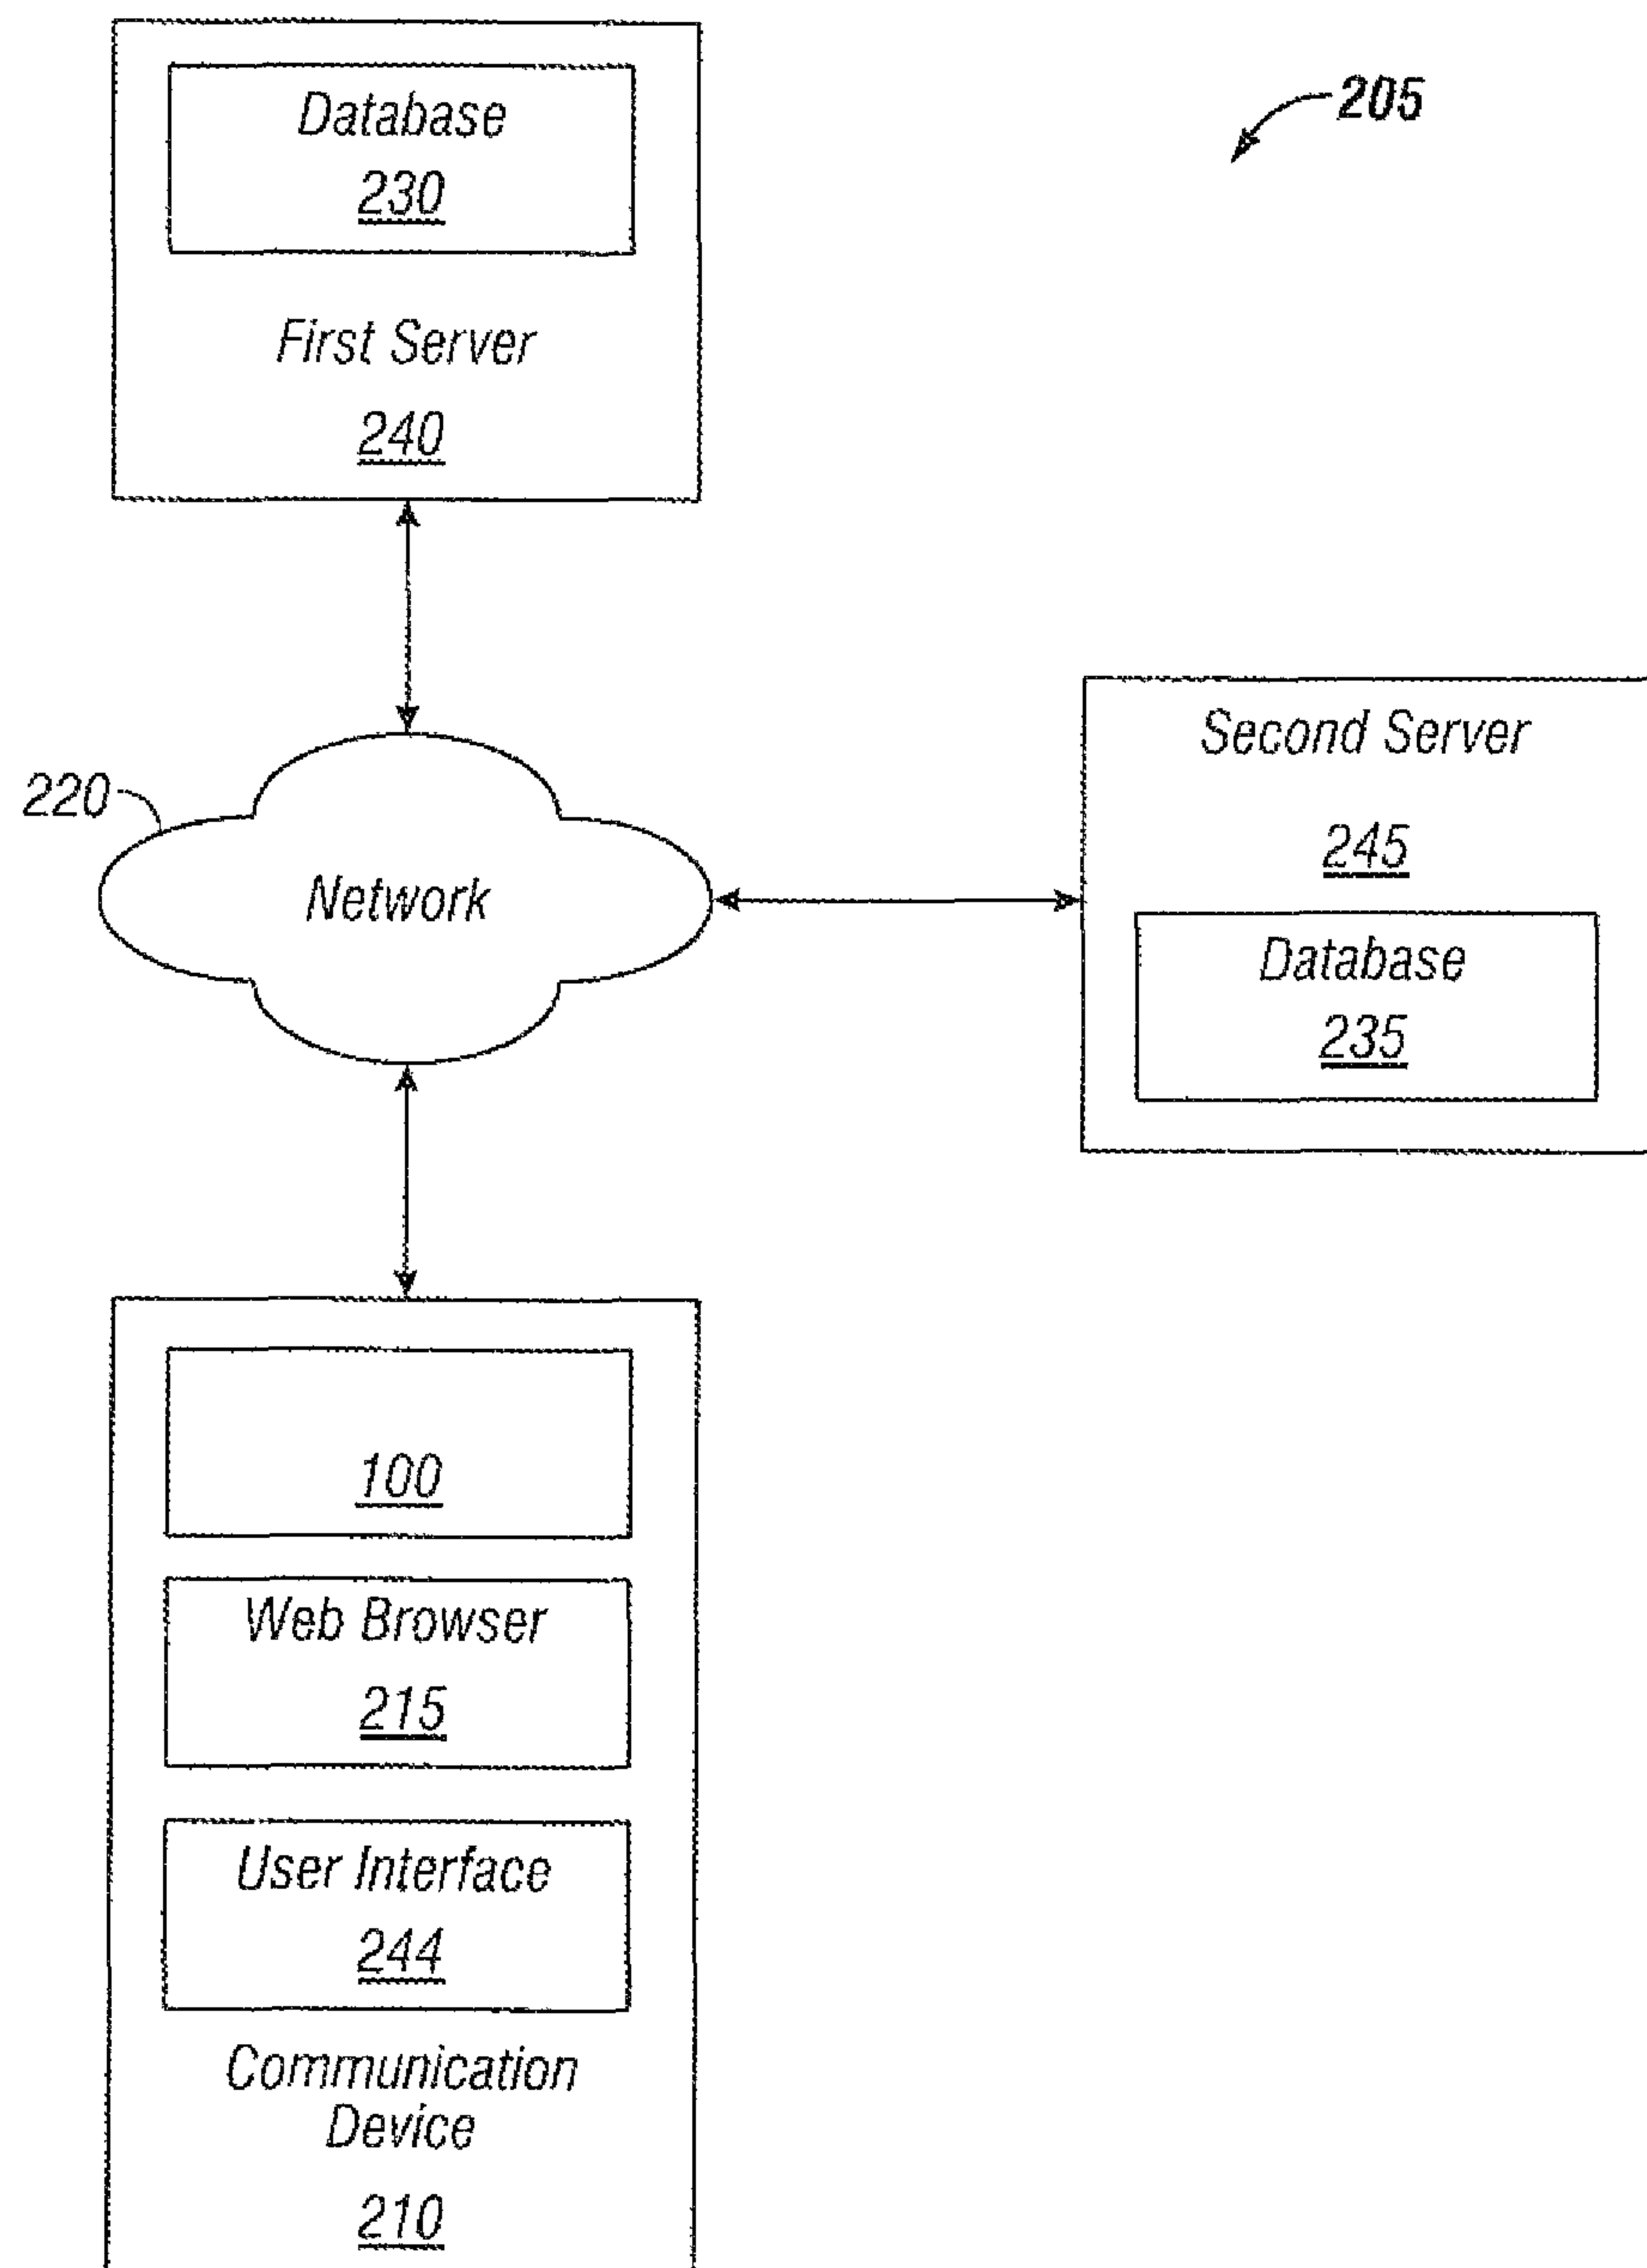 Database
230
First Server
240
205
220
Network
Second Server
245
Database
235
100
Web Browser
215
User Interface
244
Communication
Device
210